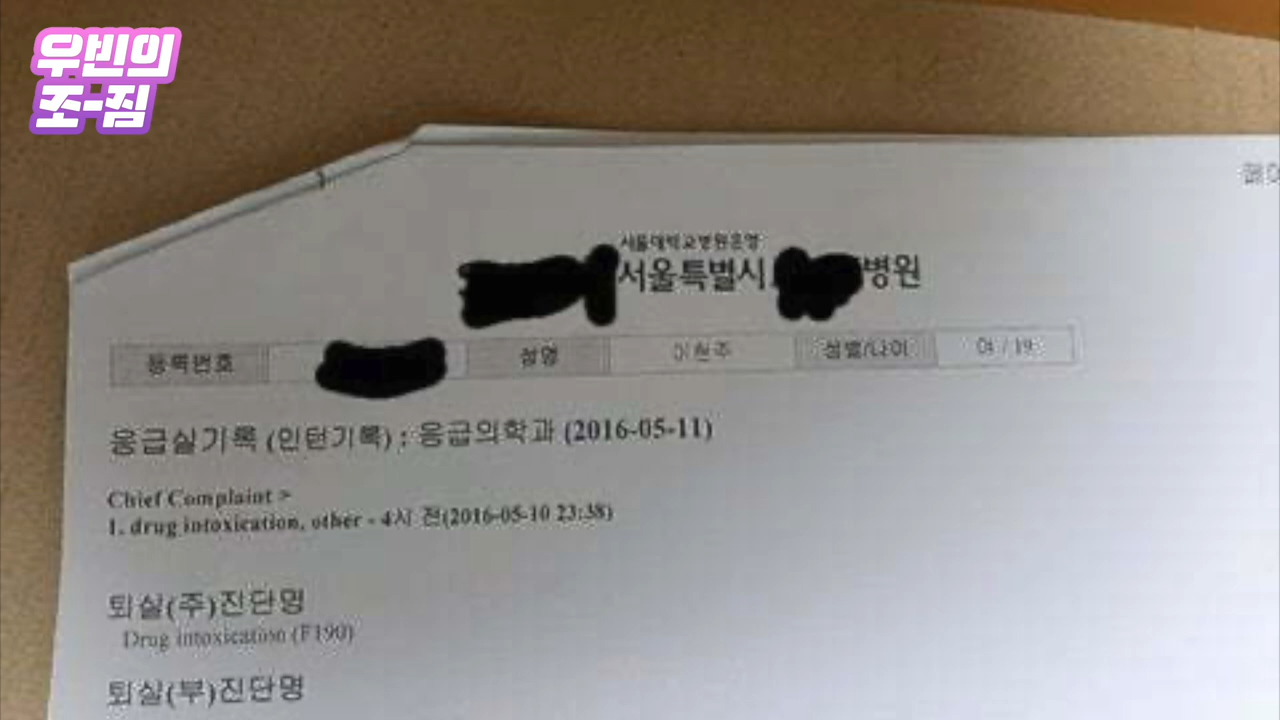 우빈의
조-짐
페이
서울대학교병원운영
서울특별시 병원
등록번호 성명 이현주 성별/나이 여 / 19
응급실기록 (인턴기록) : 응급의학과 (2016-05-11)
Chief Complaint >
1. drug intoxication, other - 4시 전(2016-05-10 23:38)
퇴실(주)진단명
Drug intoxication (F190)
퇴실(부)진단명